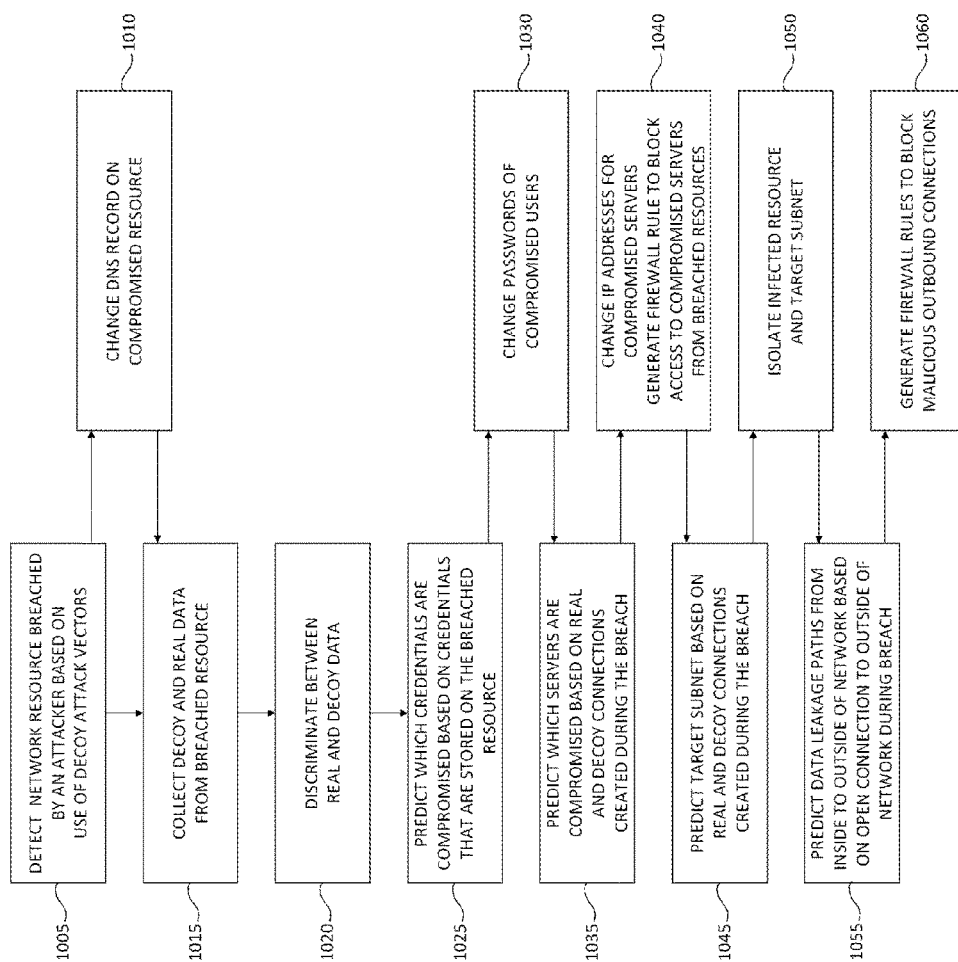 1005
DETECT NETWORK RESOURCE BREACHED
BY AN ATTACKER BASED ON
USE OF DECOY ATTACK VECTORS
1010
CHANGE DNS RECORD ON
COMPROMISED RESOURCE
1015
COLLECT DECOY AND REAL DATA
FROM BREACHED RESOURCE
1020
DISCRIMINATE BETWEEN
REAL AND DECOY DATA
1025
PREDICT WHICH CREDENTIALS ARE
COMPROMISED BASED ON CREDENTIALS
THAT ARE STORED ON THE BREACHED
RESOURCE
1030
CHANGE PASSWORDS OF
COMPROMISED USERS
1035
PREDICT WHICH SERVERS ARE
COMPROMISED BASED ON REAL
AND DECOY CONNECTIONS
CREATED DURING THE BREACH
1040
CHANGE IP ADDRESSES FOR
COMPROMISED SERVERS
GENERATE FIREWALL RULE TO BLOCK
ACCESS TO COMPROMISED SERVERS
FROM BREACHED RESOURCES
1045
PREDICT TARGET SUBNET BASED ON
REAL AND DECOY CONNECTIONS
CREATED DURING THE BREACH
1050
ISOLATE INFECTED RESOURCE
AND TARGET SUBNET
1055
PREDICT DATA LEAKAGE PATHS FROM
INSIDE TO OUTSIDE OF NETWORK BASED
ON OPEN CONNECTION TO OUTSIDE OF
NETWORK DURING BREACH
1060
GENERATE FIREWALL RULES TO BLOCK
MALICIOUS OUTBOUND CONNECTIONS